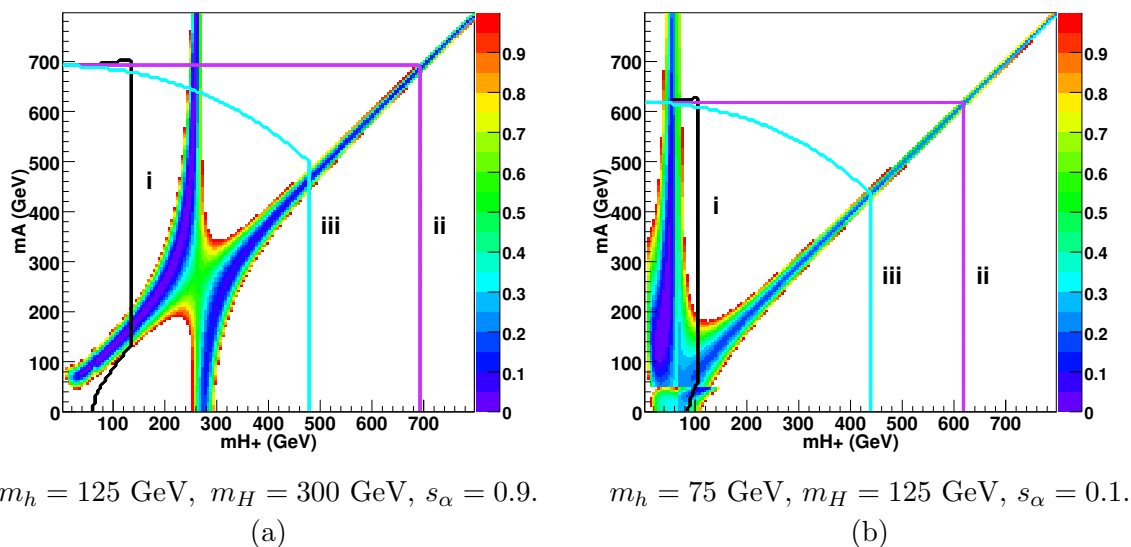 0.9
0.8
0.7
0.6
0.5
0.4
0.3
0.2
0.1
0
700
600
500
400
300
200
100
0
100 200 300 400 500 600 700
mA (GeV)
mH+ (GeV)
i
iii
ii
m_h = 125 GeV, m_H = 300 GeV, s_α = 0.9.
(a)
0.9
0.8
0.7
0.6
0.5
0.4
0.3
0.2
0.1
0
700
600
500
400
300
200
100
0
100 200 300 400 500 600 700
mA (GeV)
mH+ (GeV)
i
iii
ii
m_h = 75 GeV, m_H = 125 GeV, s_α = 0.1.
(b)